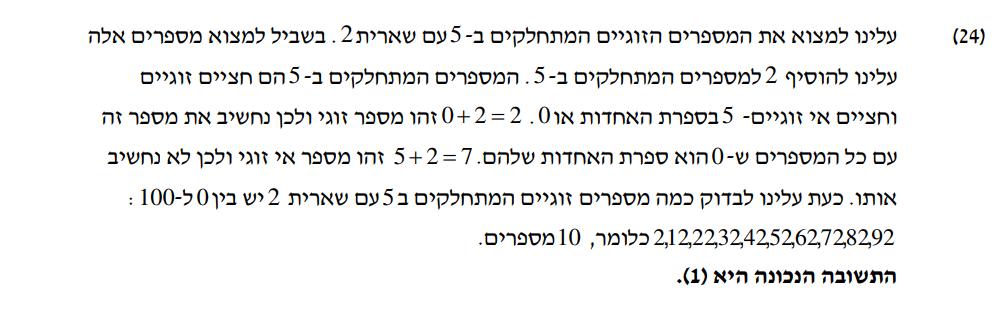 (24) עלינו למצוא את המספרים הזוגיים המתחלקים ב-5 עם שארית 2. בשביל למצוא מספרים אלה
עלינו להוסיף 2 למספרים המתחלקים ב-5. המספרים המתחלקים ב-5 הם חציים זוגיים
וחציים אי זוגיים- 5 בספרת האחדות או 0. 0+2=2 זהו מספר זוגי ולכן נחשיב את מספר זה
עם כל המספרים ש-0 הוא ספרת האחדות שלהם. 5+2=7 זהו מספר אי זוגי ולכן לא נחשיב
אותו. כעת עלינו לבדוק כמה מספרים זוגיים המתחלקים ב5 עם שארית 2 יש בין 0 ל-100 :
2,12,22,32,42,52,62,72,82,92 כלומר, 10 מספרים.
התשובה הנכונה היא (1).